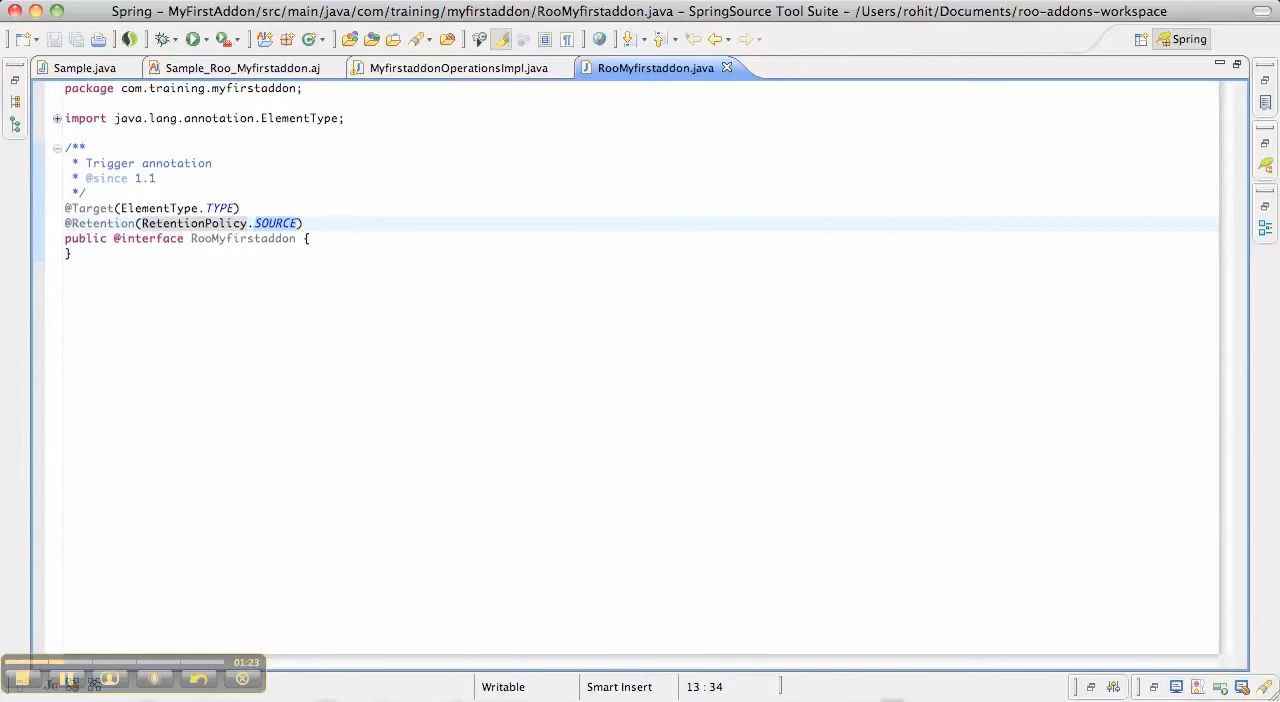 Spring - MyFirstAddon/src/main/java/com/training/myfirstaddon/RooMyfirstaddon.java - SpringSource Tool Suite - /Users/rohit/Documents/roo-addons-workspace
Spring
Sample.java
Sample_Roo_Myfirstaddon.aj
MyfirstaddonOperationsImpl.java
RooMyfirstaddon.java
package com.training.myfirstaddon;
import java.lang.annotation.ElementType;
/**
* Trigger annotation
* @since 1.1
*/
@Target(ElementType.TYPE)
@Retention(RetentionPolicy.SOURCE)
public @interface RooMyfirstaddon {
}
01:23
Writable
Smart Insert
13 : 34